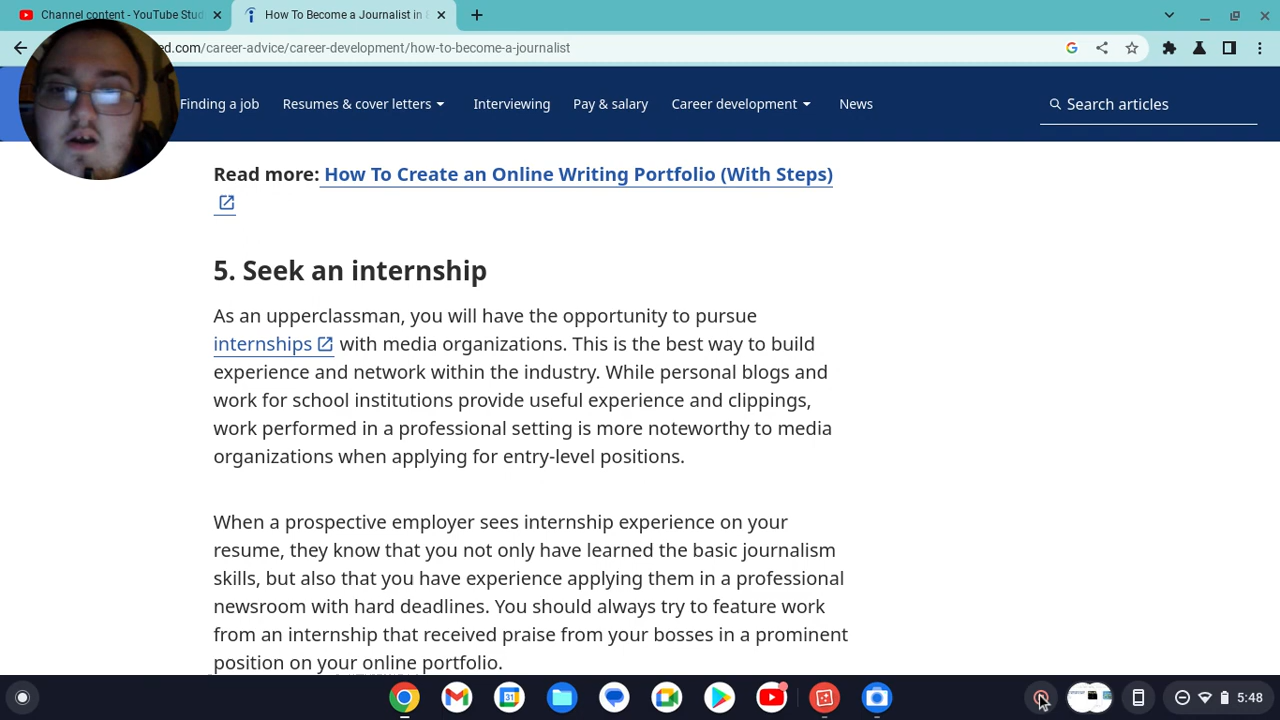 Channel content - YouTube Stud
How To Become a Journalist in
ed.com/career-advice/career-development/how-to-become-a-journalist
Finding a job
Resumes & cover letters
Interviewing
Pay & salary
Career development
News
Search articles
Read more: How To Create an Online Writing Portfolio (With Steps)
5. Seek an internship
As an upperclassman, you will have the opportunity to pursue
internships with media organizations. This is the best way to build
experience and network within the industry. While personal blogs and
work for school institutions provide useful experience and clippings,
work performed in a professional setting is more noteworthy to media
organizations when applying for entry-level positions.
When a prospective employer sees internship experience on your
resume, they know that you not only have learned the basic journalism
skills, but also that you have experience applying them in a professional
newsroom with hard deadlines. You should always try to feature work
from an internship that received praise from your bosses in a prominent
position on your online portfolio.
31
5:48